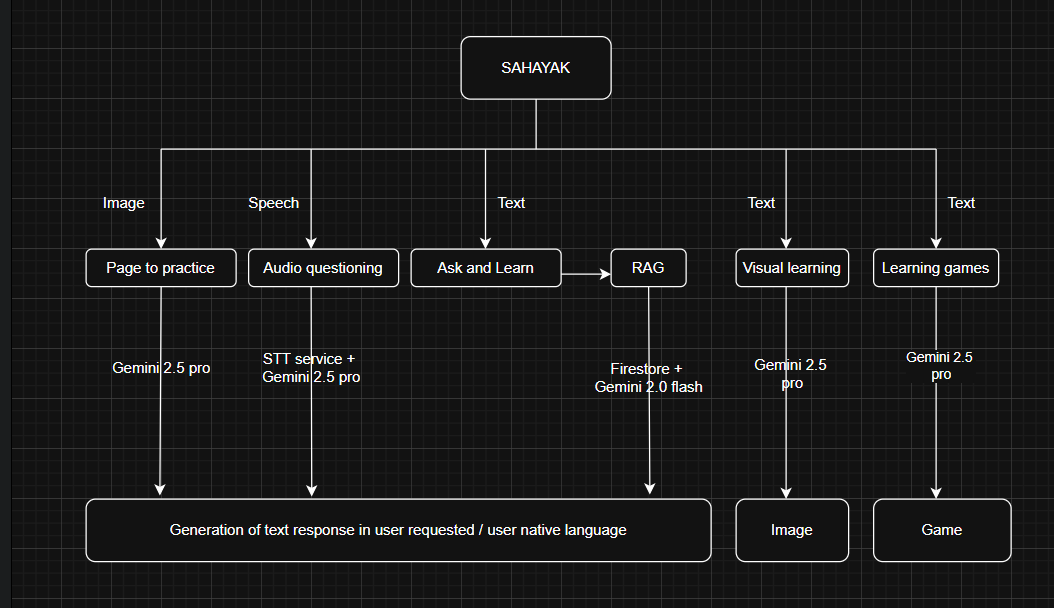 SAHAYAK
Image
Speech
Text
Text
Text
Page to practice
Audio questioning
Ask and Learn
RAG
Visual learning
Learning games
Gemini 2.5 pro
STT service +
Gemini 2.5 pro
Firestore +
Gemini 2.0 flash
Gemini 2.5
pro
Gemini 2.5
pro
Generation of text response in user requested / user native language
Image
Game